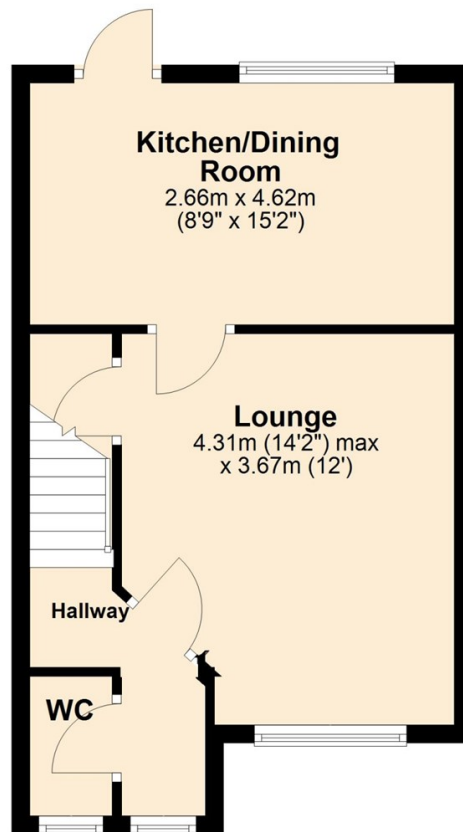 Kitchen/Dining
Room
2.66m x 4.62m
(8'9" x 15'2")
Lounge
4.31m (14'2") max
x 3.67m (12')
Hallway
WC